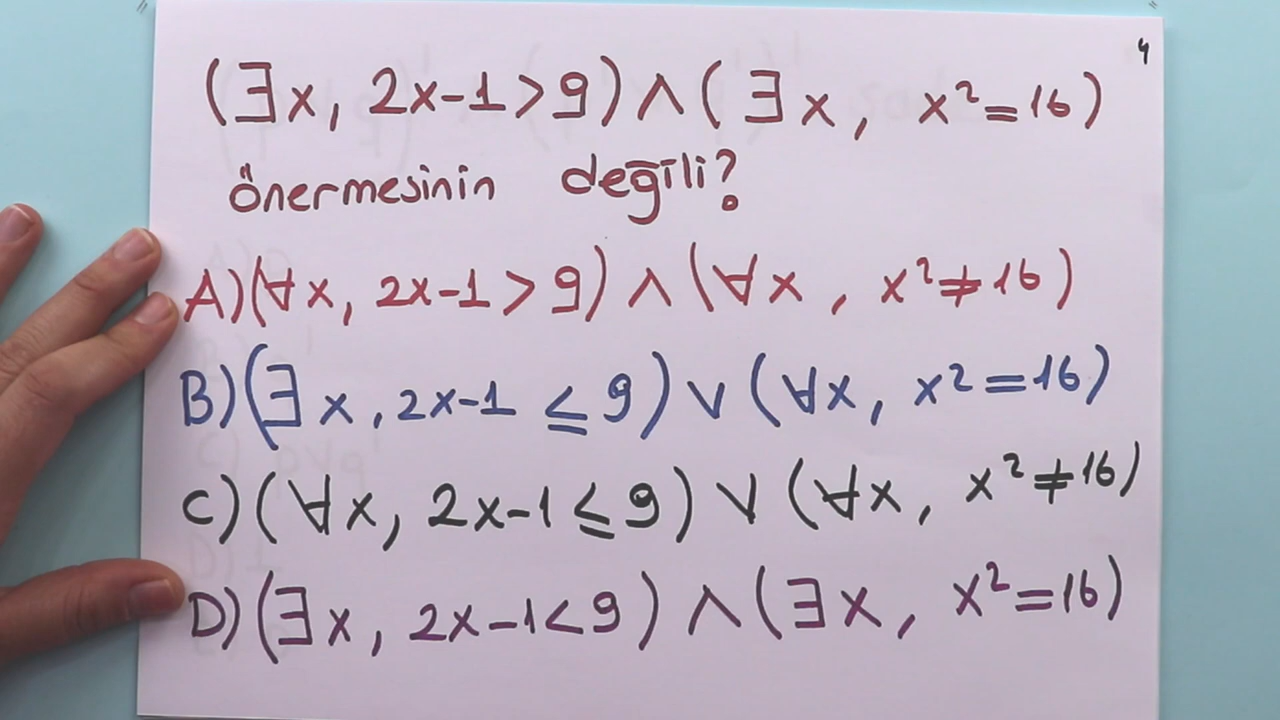 4
(∃x, 2x-1>9)∧(∃x, x²=16)
önermesinin değili?
A)(∀x, 2x-1>9)∧(∀x, x²≠16)
B)(∃x, 2x-1≤9)∨(∀x, x²=16)
C)(∀x, 2x-1≤9)∨(∀x, x²≠16)
D)(∃x, 2x-1<9)∧(∃x, x²=16)